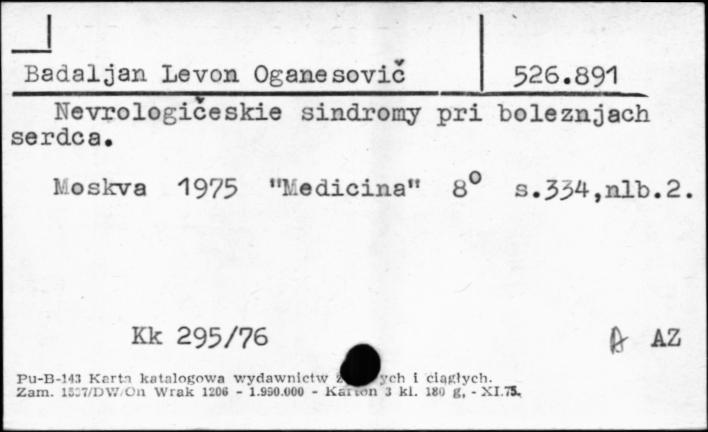 Badaljan Levon Oganesovič 526.891
Nevrologičeskie sindromy pri boleznjach
serdca.
Moskva 1975 "Medicina" 8° s.334,nlb.2.
Kk 295/76 A AZ
Pu-B-143 Karta katalogowa wydawnictw i ciągłych.
Zam. 1537/DW/On Wrak 1206 - 1.990.000 - Karton 3 kl. 180 g, - XI.75.